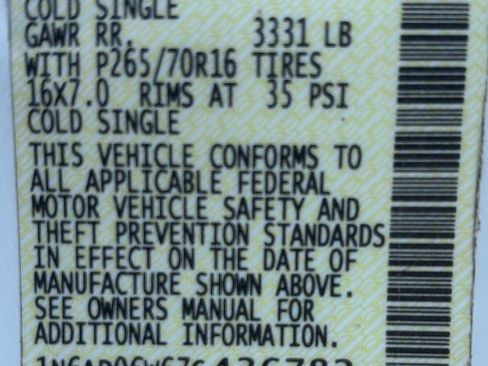 COLD SINGLE
GAWR RR. 3331 LB
WITH P265/70R16 TIRES
16X7.0 RIMS AT 35 PSI
COLD SINGLE
THIS VEHICLE CONFORMS TO
ALL APPLICABLE FEDERAL
MOTOR VEHICLE SAFETY AND
THEFT PREVENTION STANDARDS
IN EFFECT ON THE DATE OF
MANUFACTURE SHOWN ABOVE.
SEE OWNERS MANUAL FOR
ADDITIONAL INFORMATION.